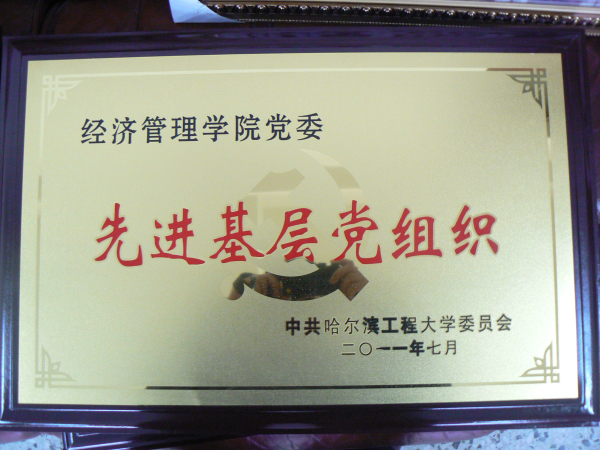 经济管理学院党委
先进基层党组织
中共哈尔滨工程大学委员会
二〇一一年七月